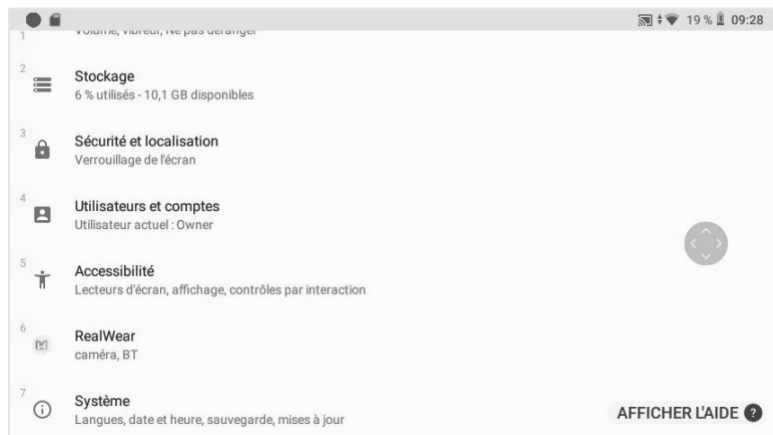 19 % 09:28
1
Volume, vibreur, Ne pas déranger
2
Stockage
6 % utilisés - 10,1 GB disponibles
3
Sécurité et localisation
Verrouillage de l'écran
4
Utilisateurs et comptes
Utilisateur actuel : Owner
5
Accessibilité
Lecteurs d'écran, affichage, contrôles par interaction
6
RealWear
caméra, BT
7
Système
Langues, date et heure, sauvegarde, mises à jour
AFFICHER L'AIDE ?